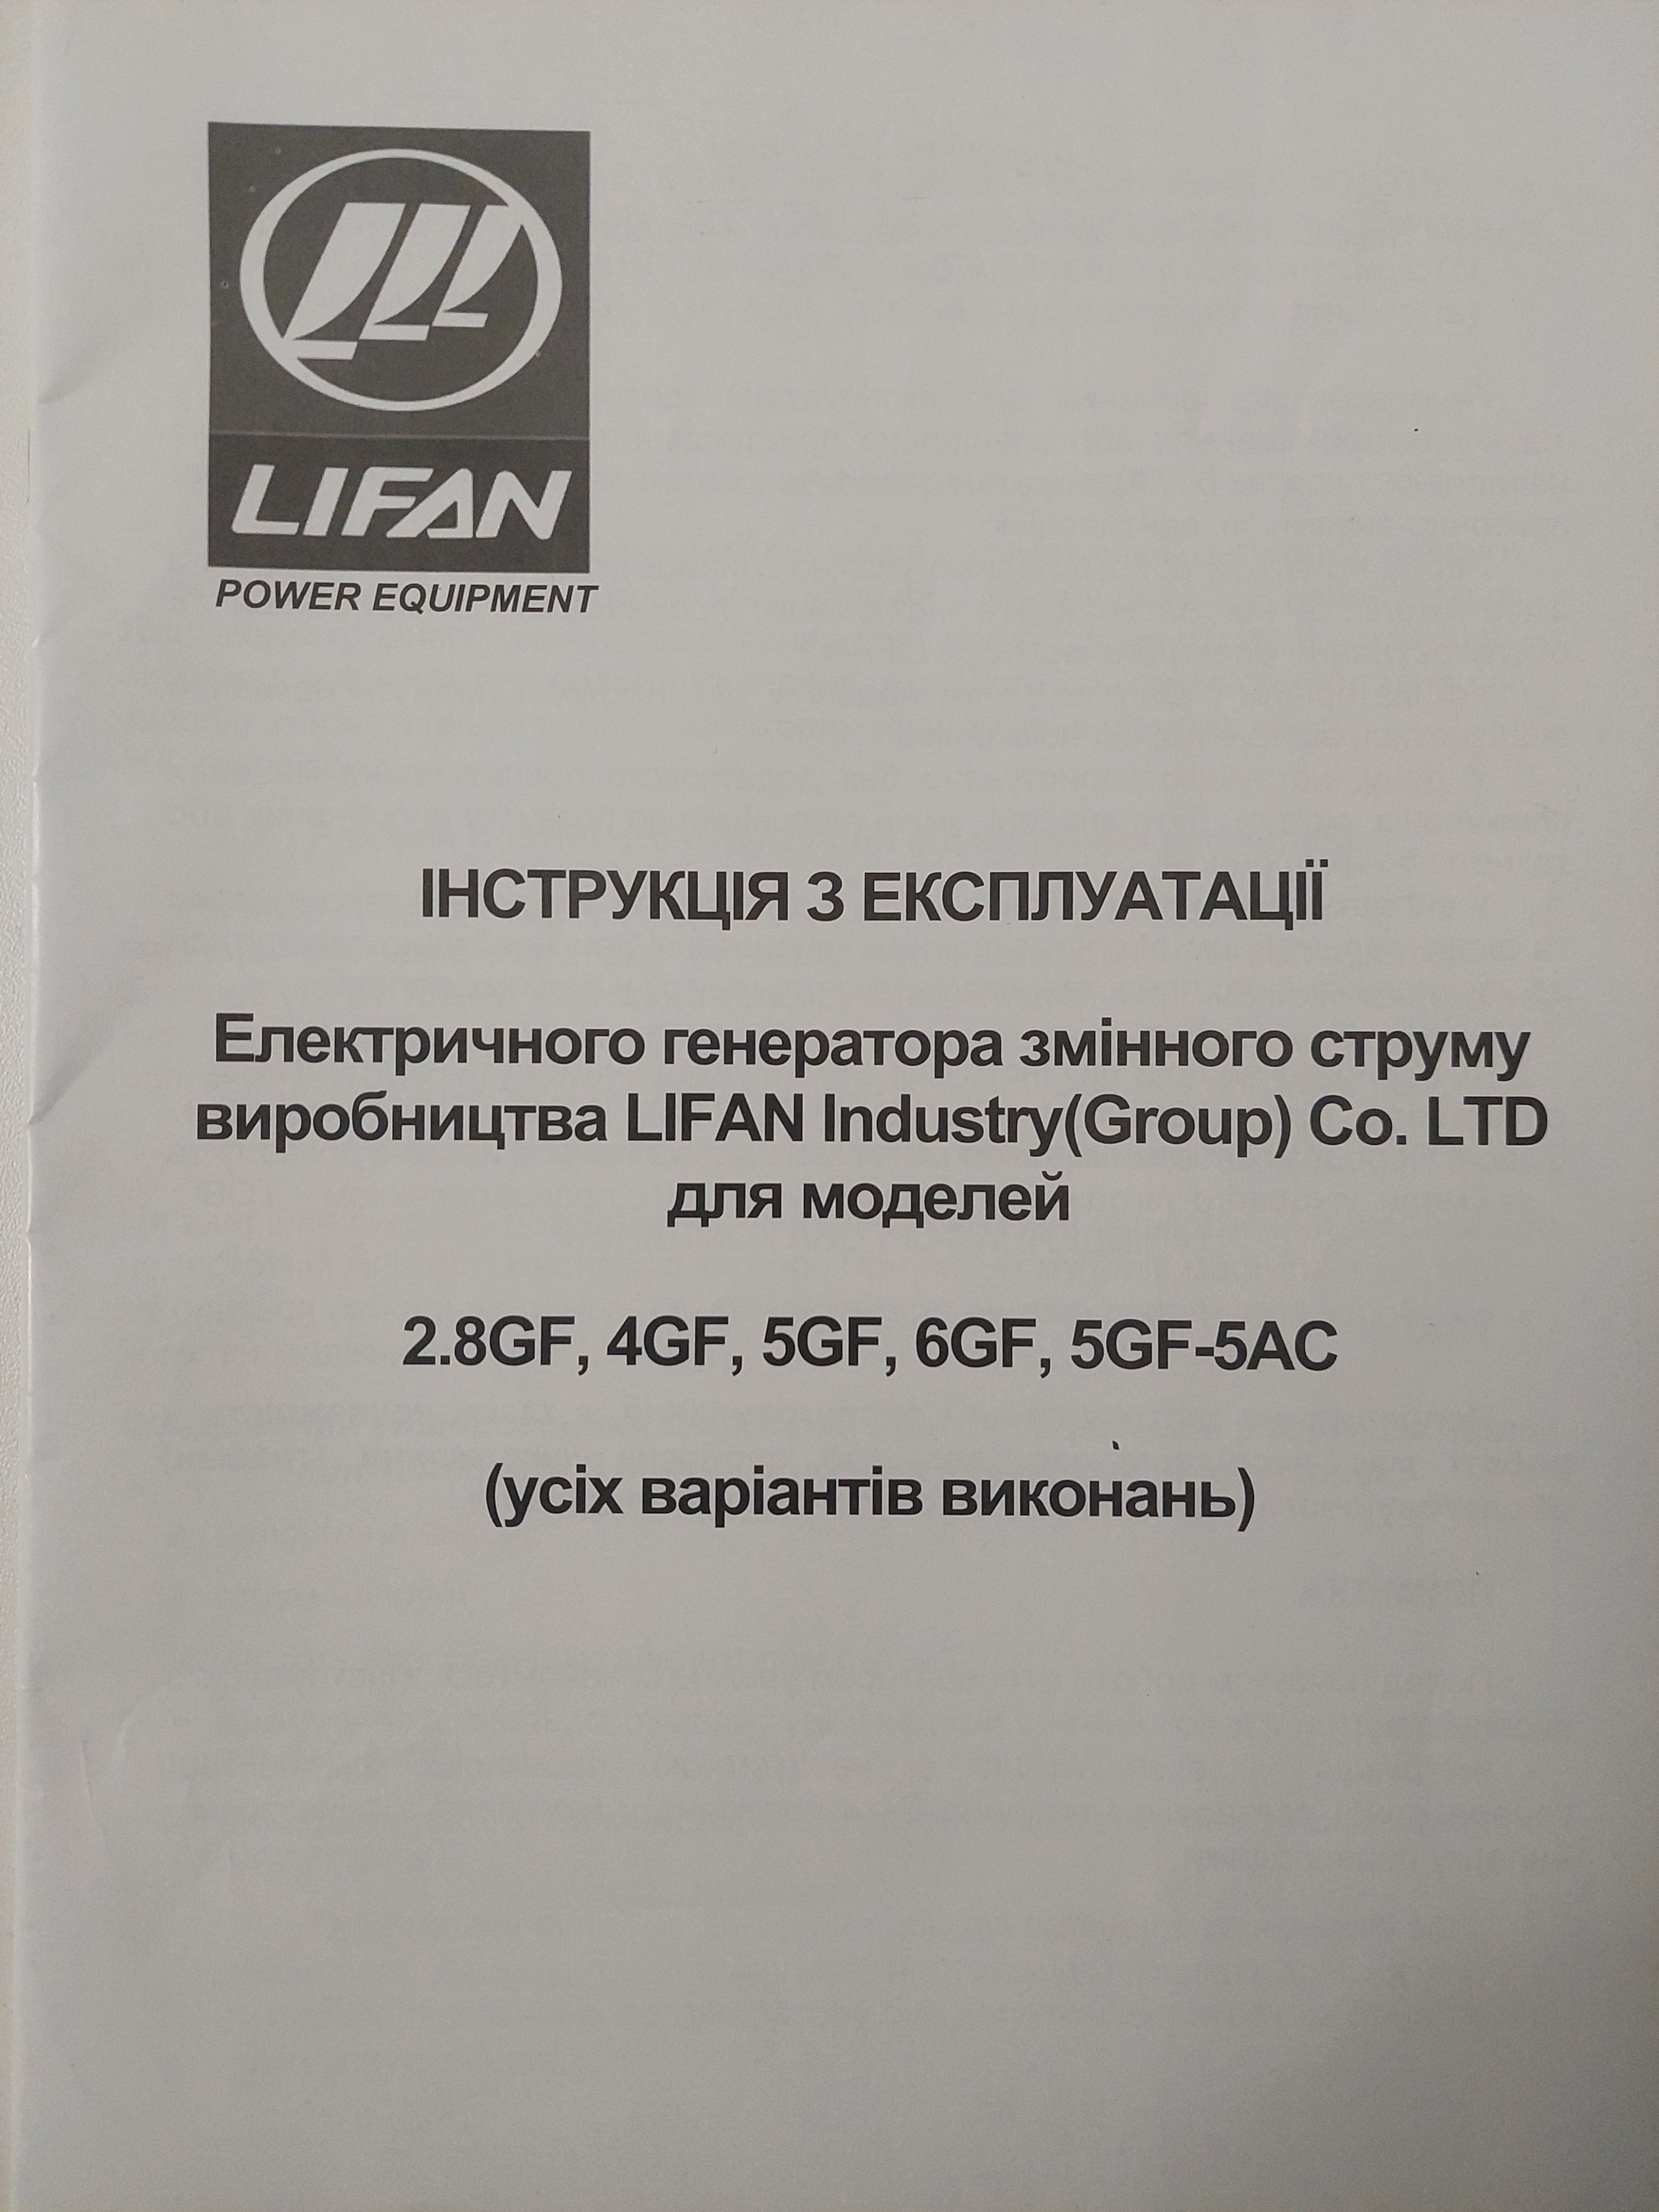 LIFAN
POWER EQUIPMENT
ІНСТРУКЦІЯ З ЕКСПЛУАТАЦІЇ
Електричного генератора змінного струму
виробництва LIFAN Industry(Group) Co. LTD
для моделей
2.8GF, 4GF, 5GF, 6GF, 5GF-5AC
(усіх варіантів виконань)